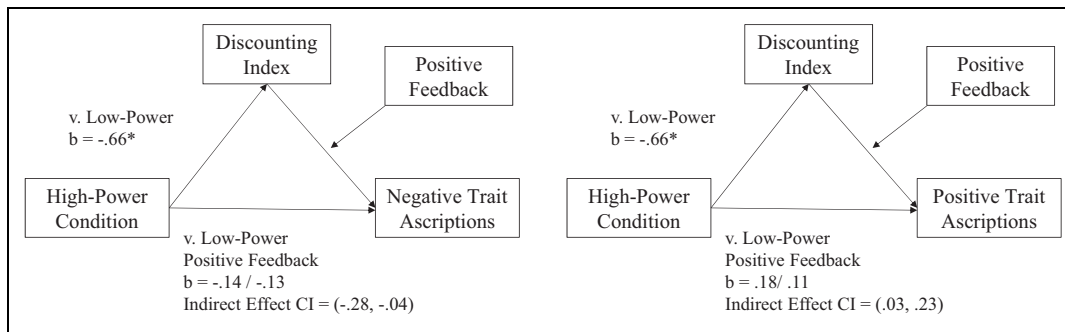 Discounting
Index
Positive
Feedback
v. Low-Power
b = -.66*
High-Power
Condition
Negative Trait
Ascriptions
v. Low-Power
Positive Feedback
b = -.14 / -.13
Indirect Effect CI = (-.28, -.04)
Discounting
Index
Positive
Feedback
v. Low-Power
b = -.66*
High-Power
Condition
Positive Trait
Ascriptions
v. Low-Power
Positive Feedback
b = .18/ .11
Indirect Effect CI = (.03, .23)